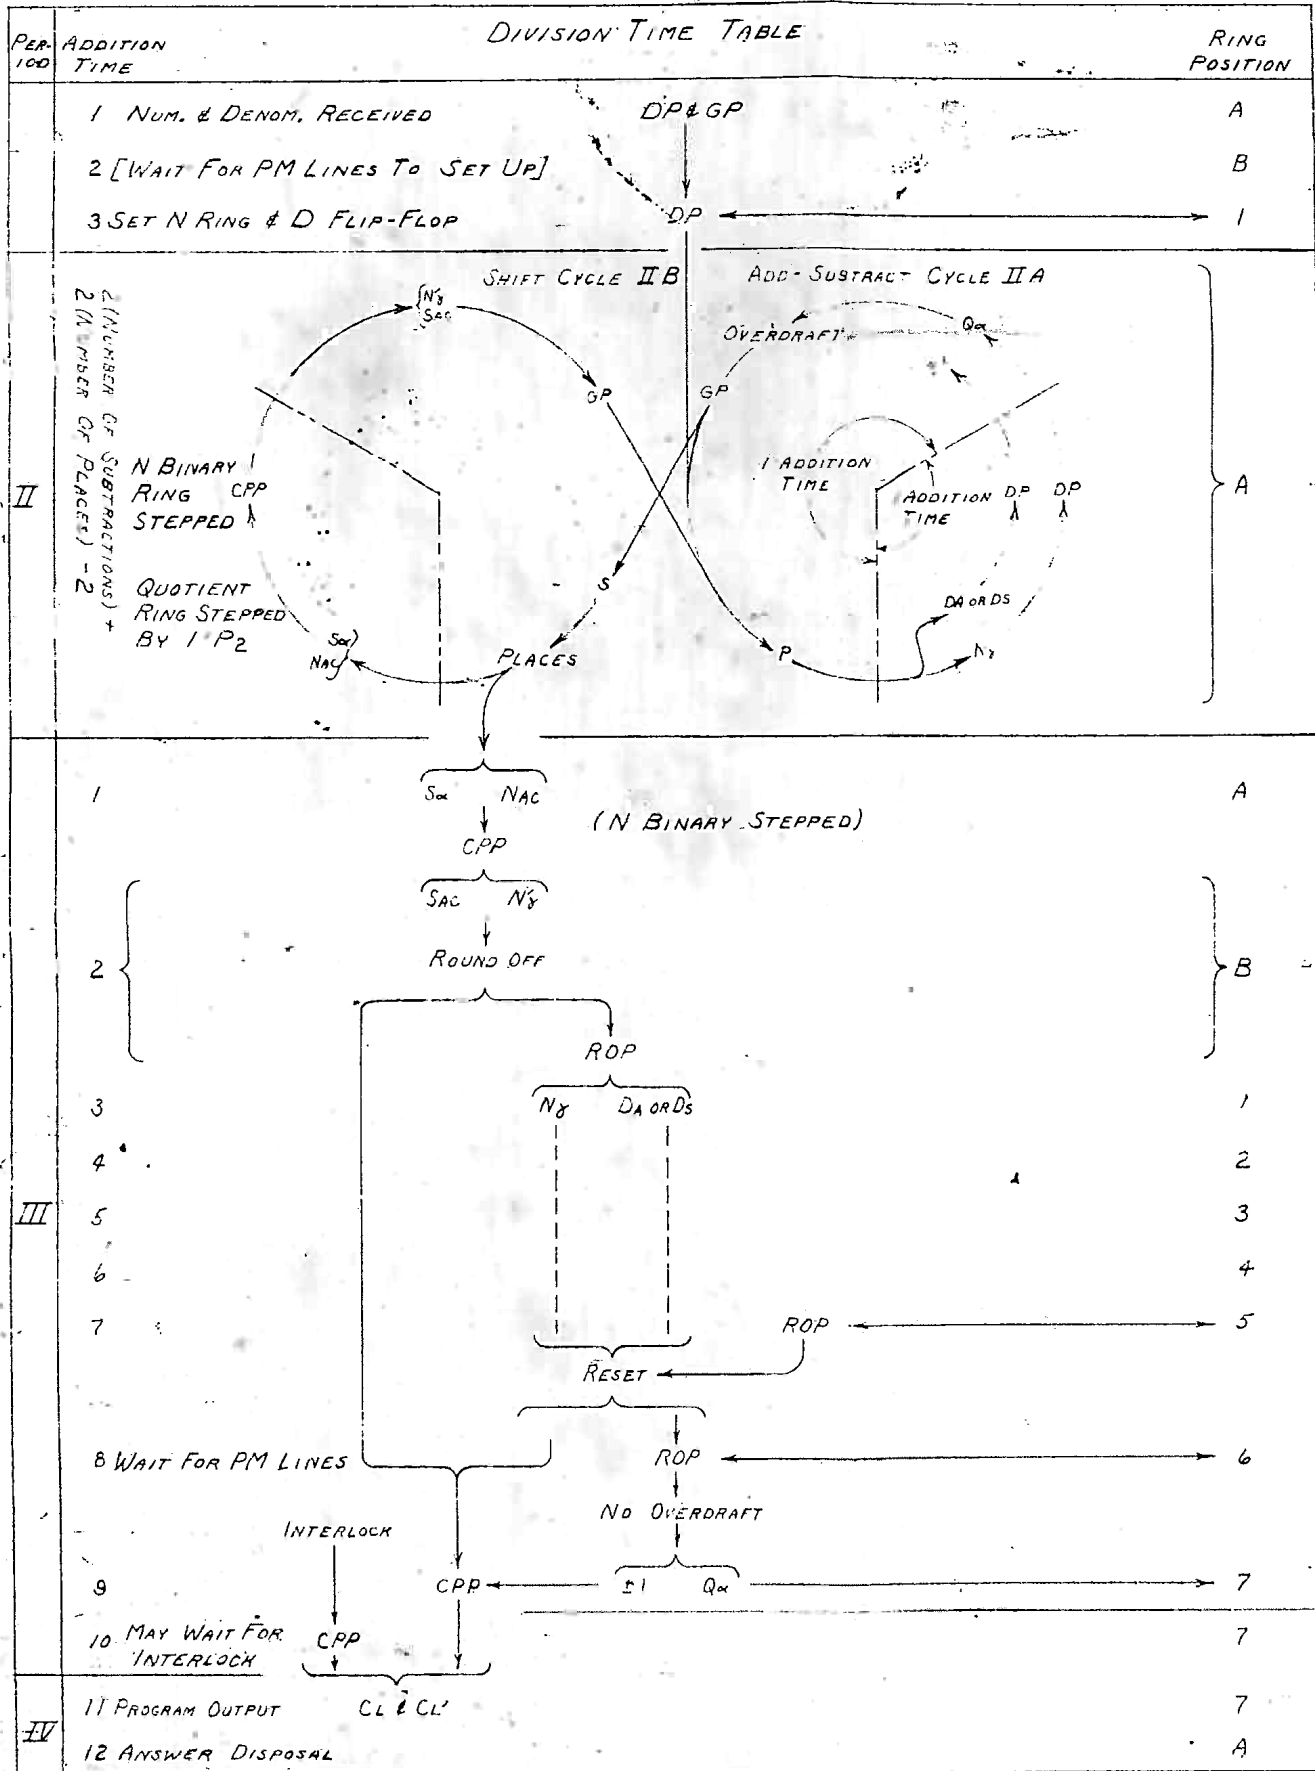 DIVISION TIME TABLE
PER-
IOD
ADDITION
TIME
RING
POSITION
1 NUM. & DENOM. RECEIVED
DP & GP
A
2 [WAIT FOR PM LINES TO SET UP]
B
3 SET N RING & D FLIP-FLOP
DP
1
II
2(NUMBER OF SUBTRACTIONS) +
2(NUMBER OF PLACES) -2
SHIFT CYCLE II B
ADD-SUBTRACT CYCLE II A
N'γ
SAC
OVERDRAFT
Qα
±1
GP
GP
1 ADDITION
TIME
ADDITION
TIME
DP
DP
N BINARY
RING
STEPPED
1
CPP
A
S
QUOTIENT
RING STEPPED
BY 1'P2
DA OR DS
Sα
NAC
PLACES
P
Nγ
III
1
Sα NAC
A
(N BINARY STEPPED)
CPP
SAC N'γ
2
ROUND OFF
B
ROP
3
Nγ DA OR DS
1
4
2
5
3
6
4
7
ROP
5
RESET
8 WAIT FOR PM LINES
ROP
6
NO OVERDRAFT
INTERLOCK
9
CPP
±1 Qα
7
10 MAY WAIT FOR
INTERLOCK
CPP
7
IV
11 PROGRAM OUTPUT
CL & CL'
7
12 ANSWER DISPOSAL
A